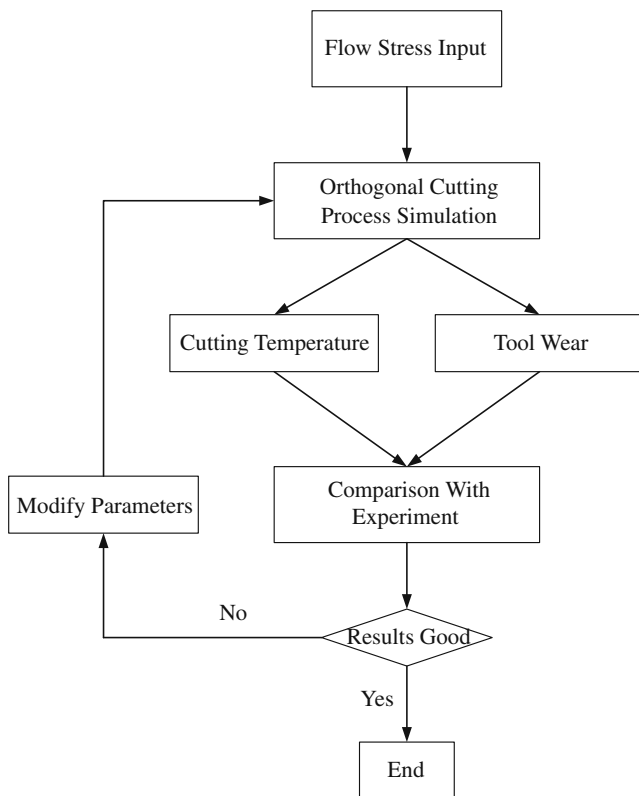 Flow Stress Input
Orthogonal Cutting
Process Simulation
Cutting Temperature
Tool Wear
Comparison With
Experiment
Modify Parameters
No
Results Good
Yes
End